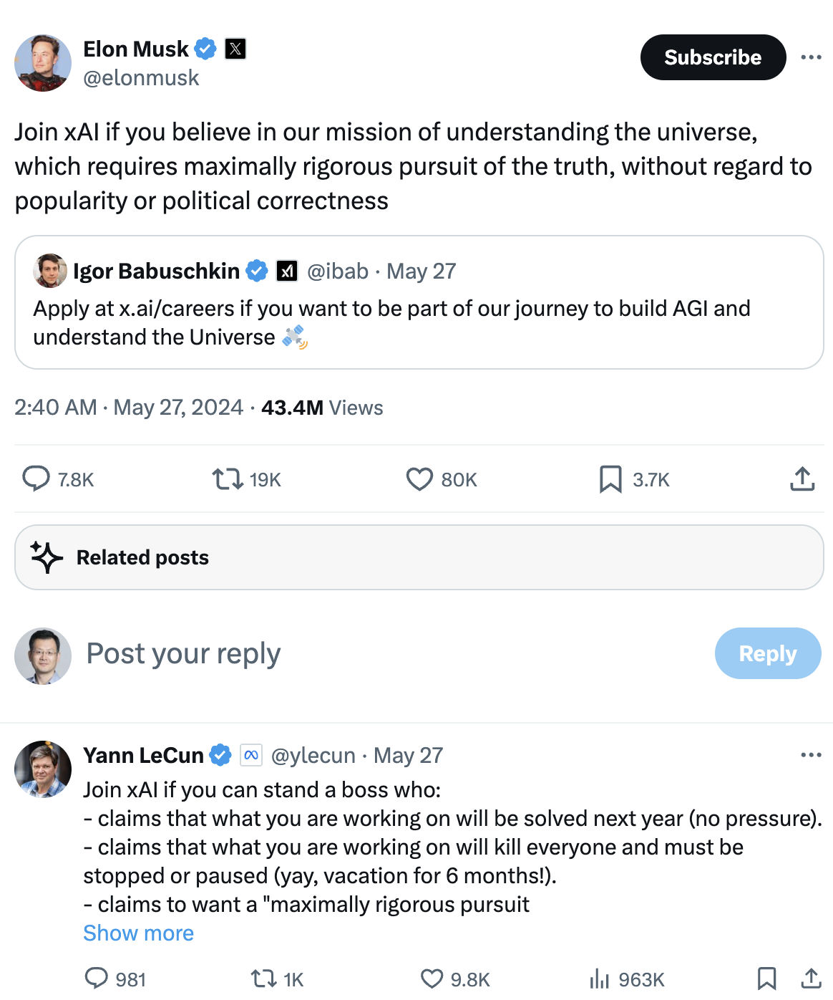 Elon Musk
Subscribe
@elonmusk
Join xAI if you believe in our mission of understanding the universe,
which requires maximally rigorous pursuit of the truth, without regard to
popularity or political correctness
Igor Babuschkin xI @ibab · May 27
Apply at x.ai/careers if you want to be part of our journey to build AGI and
understand the Universe 🛰️
2:40 AM · May 27, 2024 · 43.4M Views
7.8K 19K 80K 3.7K
Related posts
Post your reply
Reply
Yann LeCun @ylecun · May 27
Join xAI if you can stand a boss who:
- claims that what you are working on will be solved next year (no pressure).
- claims that what you are working on will kill everyone and must be
stopped or paused (yay, vacation for 6 months!).
- claims to want a "maximally rigorous pursuit
Show more
981 1K 9.8K 963K